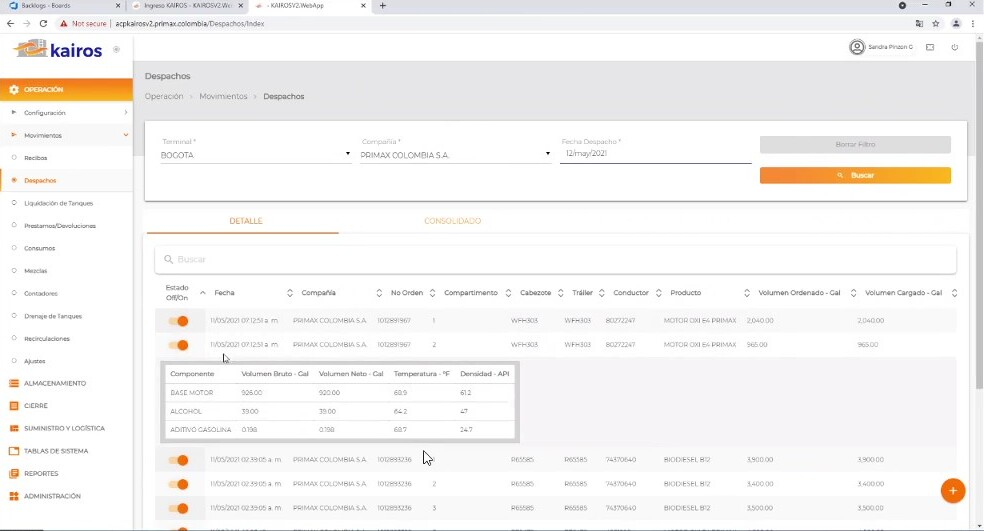 Backlogs - Boards
Ingreso KAIROS - KAIROSV2.We
- KAIROSV2.WebApp
Not secure | acpkairosv2.primax.colombia/Despachos/Index
kairos
Sandra Pinzon O
OPERACIÓN
Configuración
Movimientos
Recibos
Despachos
Liquidación de Tanques
Prestamos/Devoluciones
Consumos
Mezclas
Contadores
Drenaje de Tanques
Recirculaciones
Ajustes
ALMACENAMIENTO
CIERRE
SUMINISTRO Y LOGÍSTICA
TABLAS DE SISTEMA
REPORTES
ADMINISTRACIÓN
Despachos
Operación > Movimientos > Despachos
Terminal * Compañía * Fecha Despacho *
BOGOTA PRIMAX COLOMBIA S.A. 12/may/2021
Borrar Filtro
Buscar
DETALLE CONSOLIDADO
Buscar
Estado Off/On Fecha Compañía No Orden Compartimento Cabezote Tráiler Conductor Producto Volumen Ordenado - Gal Volumen Cargado - Gal
11/05/2021 07:12:51 a. m. PRIMAX COLOMBIA S.A. 1012891967 1 WFH303 WFH303 80272247 MOTOR OXI E4 PRIMAX 2,040.00 2,040.00
11/05/2021 07:12:51 a. m. PRIMAX COLOMBIA S.A. 1012891967 2 WFH303 WFH303 80272247 MOTOR OXI E4 PRIMAX 965.00 965.00
Componente Volumen Bruto - Gal Volumen Neto - Gal Temperatura - °F Densidad - API
BASE MOTOR 926.00 920.00 68.9 61.2
ALCOHOL 39.00 39.00 64.2 47
ADITIVO GASOLINA 0.198 0.198 68.7 24.7
11/05/2021 02:39:05 a. m. PRIMAX COLOMBIA S.A. 1012893236 1 R65585 R65585 74370640 BIODIESEL B12 3,900.00 3,900.00
11/05/2021 02:39:05 a. m. PRIMAX COLOMBIA S.A. 1012893236 2 R65585 R65585 74370640 BIODIESEL B12 3,400.00 3,400.00
11/05/2021 02:39:05 a. m. PRIMAX COLOMBIA S.A. 1012893236 3 R65585 R65585 74370640 BIODIESEL B12 3,500.00 3,500.00